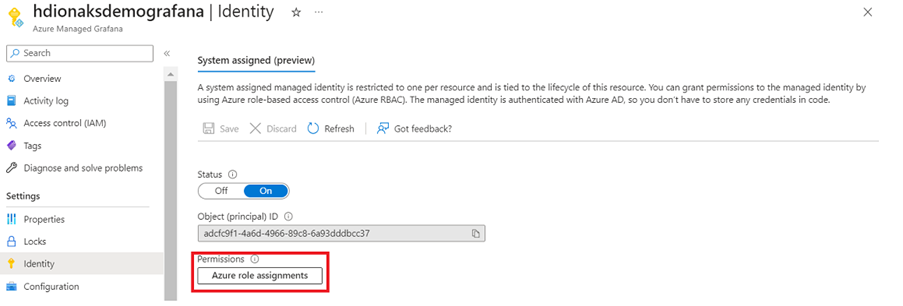 hdionaksdemografana | Identity
Azure Managed Grafana
Search
Overview
Activity log
Access control (IAM)
Tags
Diagnose and solve problems
Settings
Properties
Locks
Identity
Configuration
System assigned (preview)
A system assigned managed identity is restricted to one per resource and is tied to the lifecycle of this resource. You can grant permissions to the managed identity by
using Azure role-based access control (Azure RBAC). The managed identity is authenticated with Azure AD, so you don't have to store any credentials in code.
Save Discard Refresh Got feedback?
Status
Off On
Object (principal) ID
adcfc9f1-4a6d-4966-89c8-6a93dddbcc37
Permissions
Azure role assignments